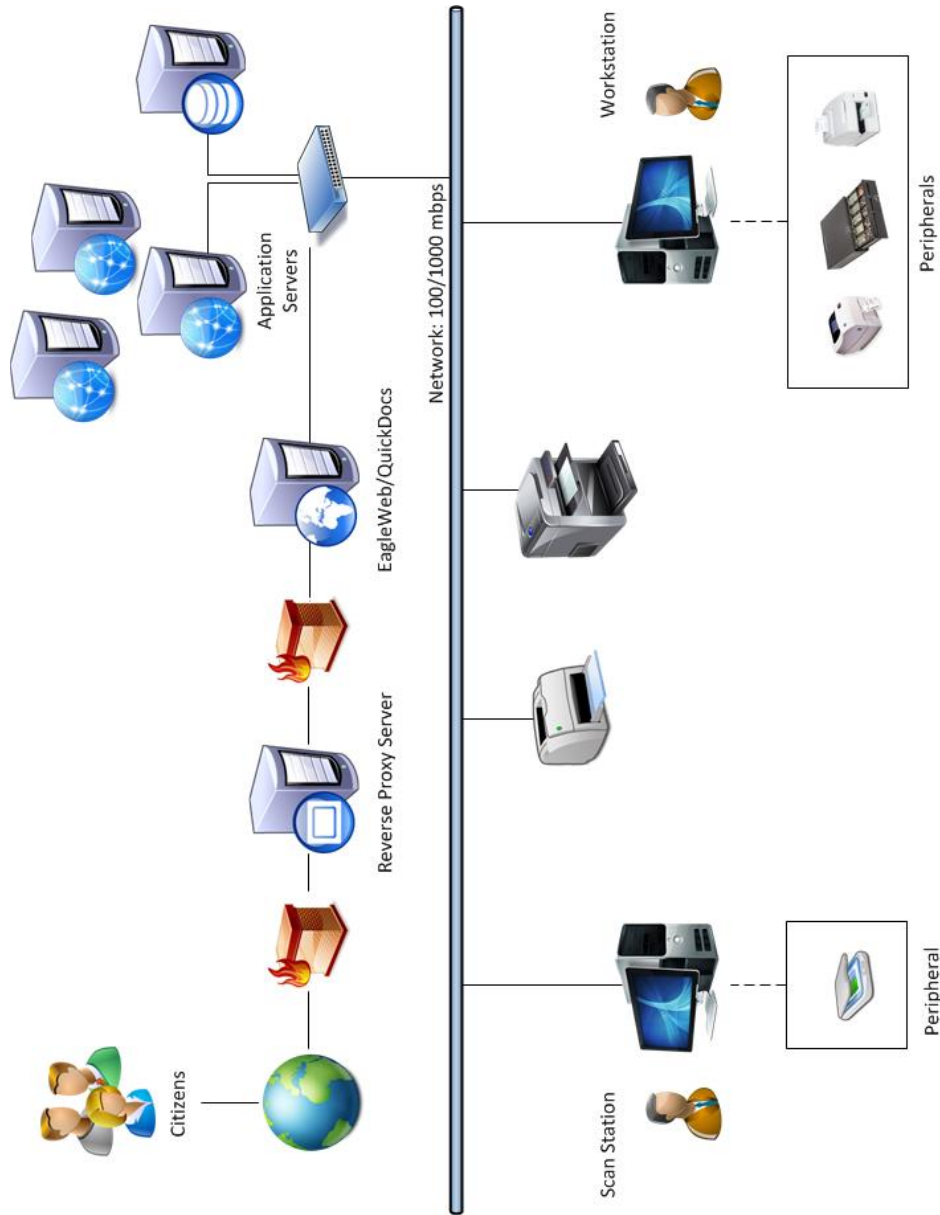 Citizens
Application
Servers
Reverse Proxy Server
EagleWeb/QuickDocs
Network: 100/1000 mbps
Scan Station
Workstation
Peripheral
Peripherals